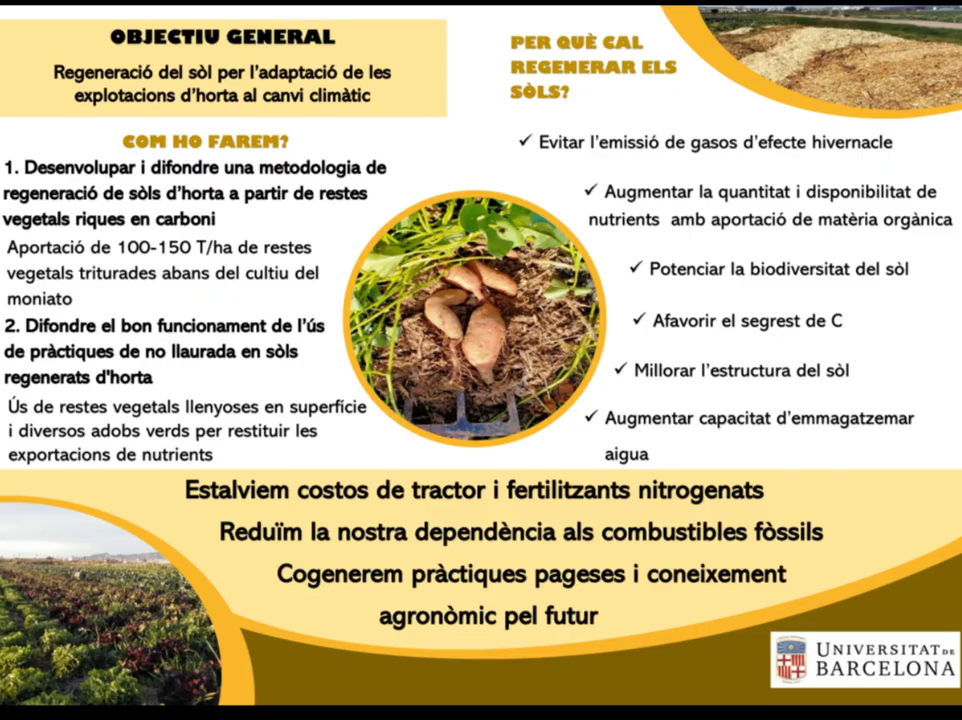 OBJECTIU GENERAL
Regeneració del sòl per l'adaptació de les
explotacions d'horta al canvi climàtic
COM HO FAREM?
1. Desenvolupar i difondre una metodologia de
regeneració de sòls d'horta a partir de restes
vegetals riques en carboni
Aportació de 100-150 T/ha de restes
vegetals triturades abans del cultiu del
moniato
2. Difondre el bon funcionament de l'ús
de pràctiques de no llaurada en sòls
regenerats d'horta
Ús de restes vegetals llenyoses en superfície
i diversos adobs verds per restituir les
exportacions de nutrients
PER QUÈ CAL
REGENERAR ELS
SÒLS?
✓ Evitar l'emissió de gasos d'efecte hivernacle
✓ Augmentar la quantitat i disponibilitat de
nutrients amb aportació de matèria orgànica
✓ Potenciar la biodiversitat del sòl
✓ Afavorir el segrest de C
✓ Millorar l'estructura del sòl
✓ Augmentar capacitat d'emmagatzemar
aigua
Estalviem costos de tractor i fertilitzants nitrogenats
Reduïm la nostra dependència als combustibles fòssils
Cogenerem pràctiques pageses i coneixement
agronòmic pel futur
UNIVERSITAT DE
BARCELONA